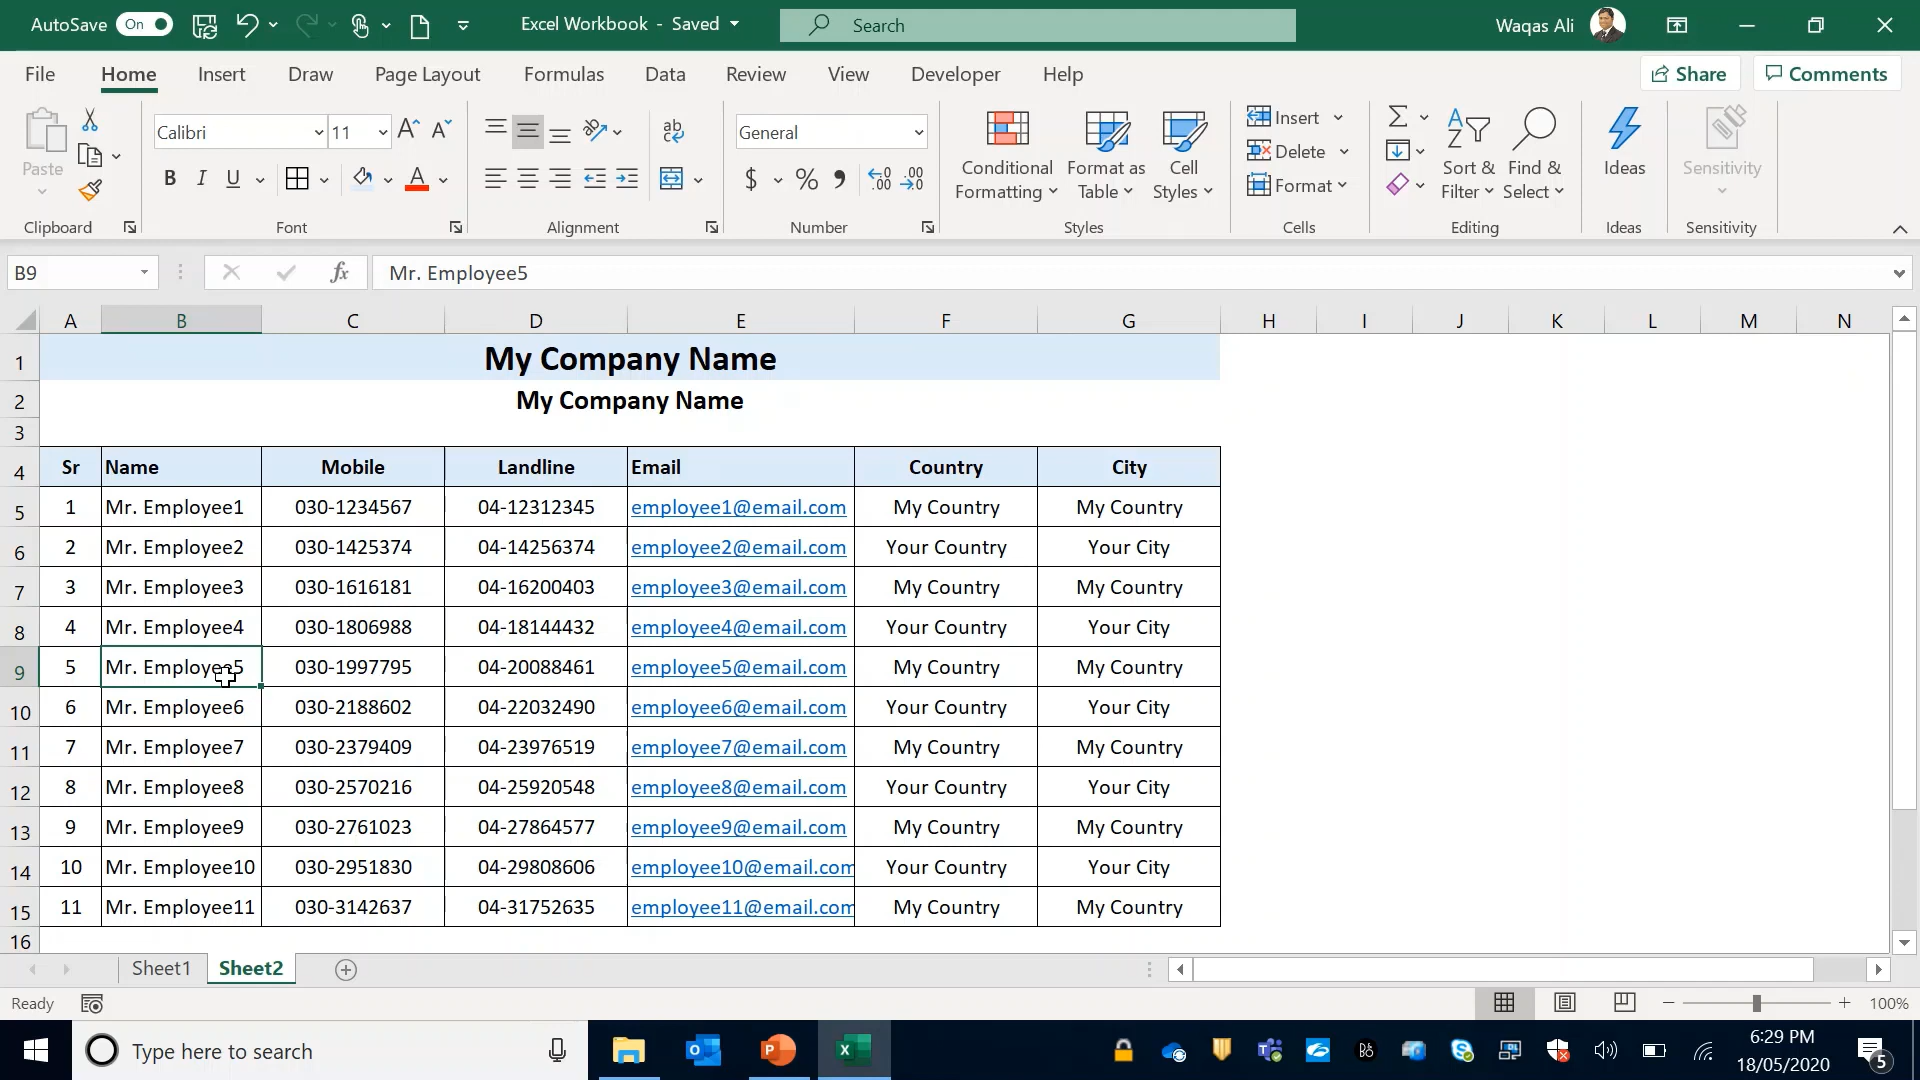 AutoSave On Excel Workbook - Saved Search Waqas Ali
File Home Insert Draw Page Layout Formulas Data Review View Developer Help Share Comments
Calibri 11 A A ab General Insert Σ
Paste Conditional Format as Cell Delete Sort & Find & Ideas Sensitivity
B I U A $ % Formatting Table Styles Format Filter Select
Clipboard Font Alignment Number Styles Cells Editing Ideas Sensitivity
B9 fx Mr. Employee5
A B C D E F G H I J K L M N
1 My Company Name
2 My Company Name
3
4 Sr Name Mobile Landline Email Country City
5 1 Mr. Employee1 030-1234567 04-12312345 employee1@email.com My Country My Country
6 2 Mr. Employee2 030-1425374 04-14256374 employee2@email.com Your Country Your City
7 3 Mr. Employee3 030-1616181 04-16200403 employee3@email.com My Country My Country
8 4 Mr. Employee4 030-1806988 04-18144432 employee4@email.com Your Country Your City
9 5 Mr. Employee5 030-1997795 04-20088461 employee5@email.com My Country My Country
10 6 Mr. Employee6 030-2188602 04-22032490 employee6@email.com Your Country Your City
11 7 Mr. Employee7 030-2379409 04-23976519 employee7@email.com My Country My Country
12 8 Mr. Employee8 030-2570216 04-25920548 employee8@email.com Your Country Your City
13 9 Mr. Employee9 030-2761023 04-27864577 employee9@email.com My Country My Country
14 10 Mr. Employee10 030-2951830 04-29808606 employee10@email.com Your Country Your City
15 11 Mr. Employee11 030-3142637 04-31752635 employee11@email.com My Country My Country
16
Sheet1 Sheet2
Ready 100%
Type here to search 6:29 PM
18/05/2020 5